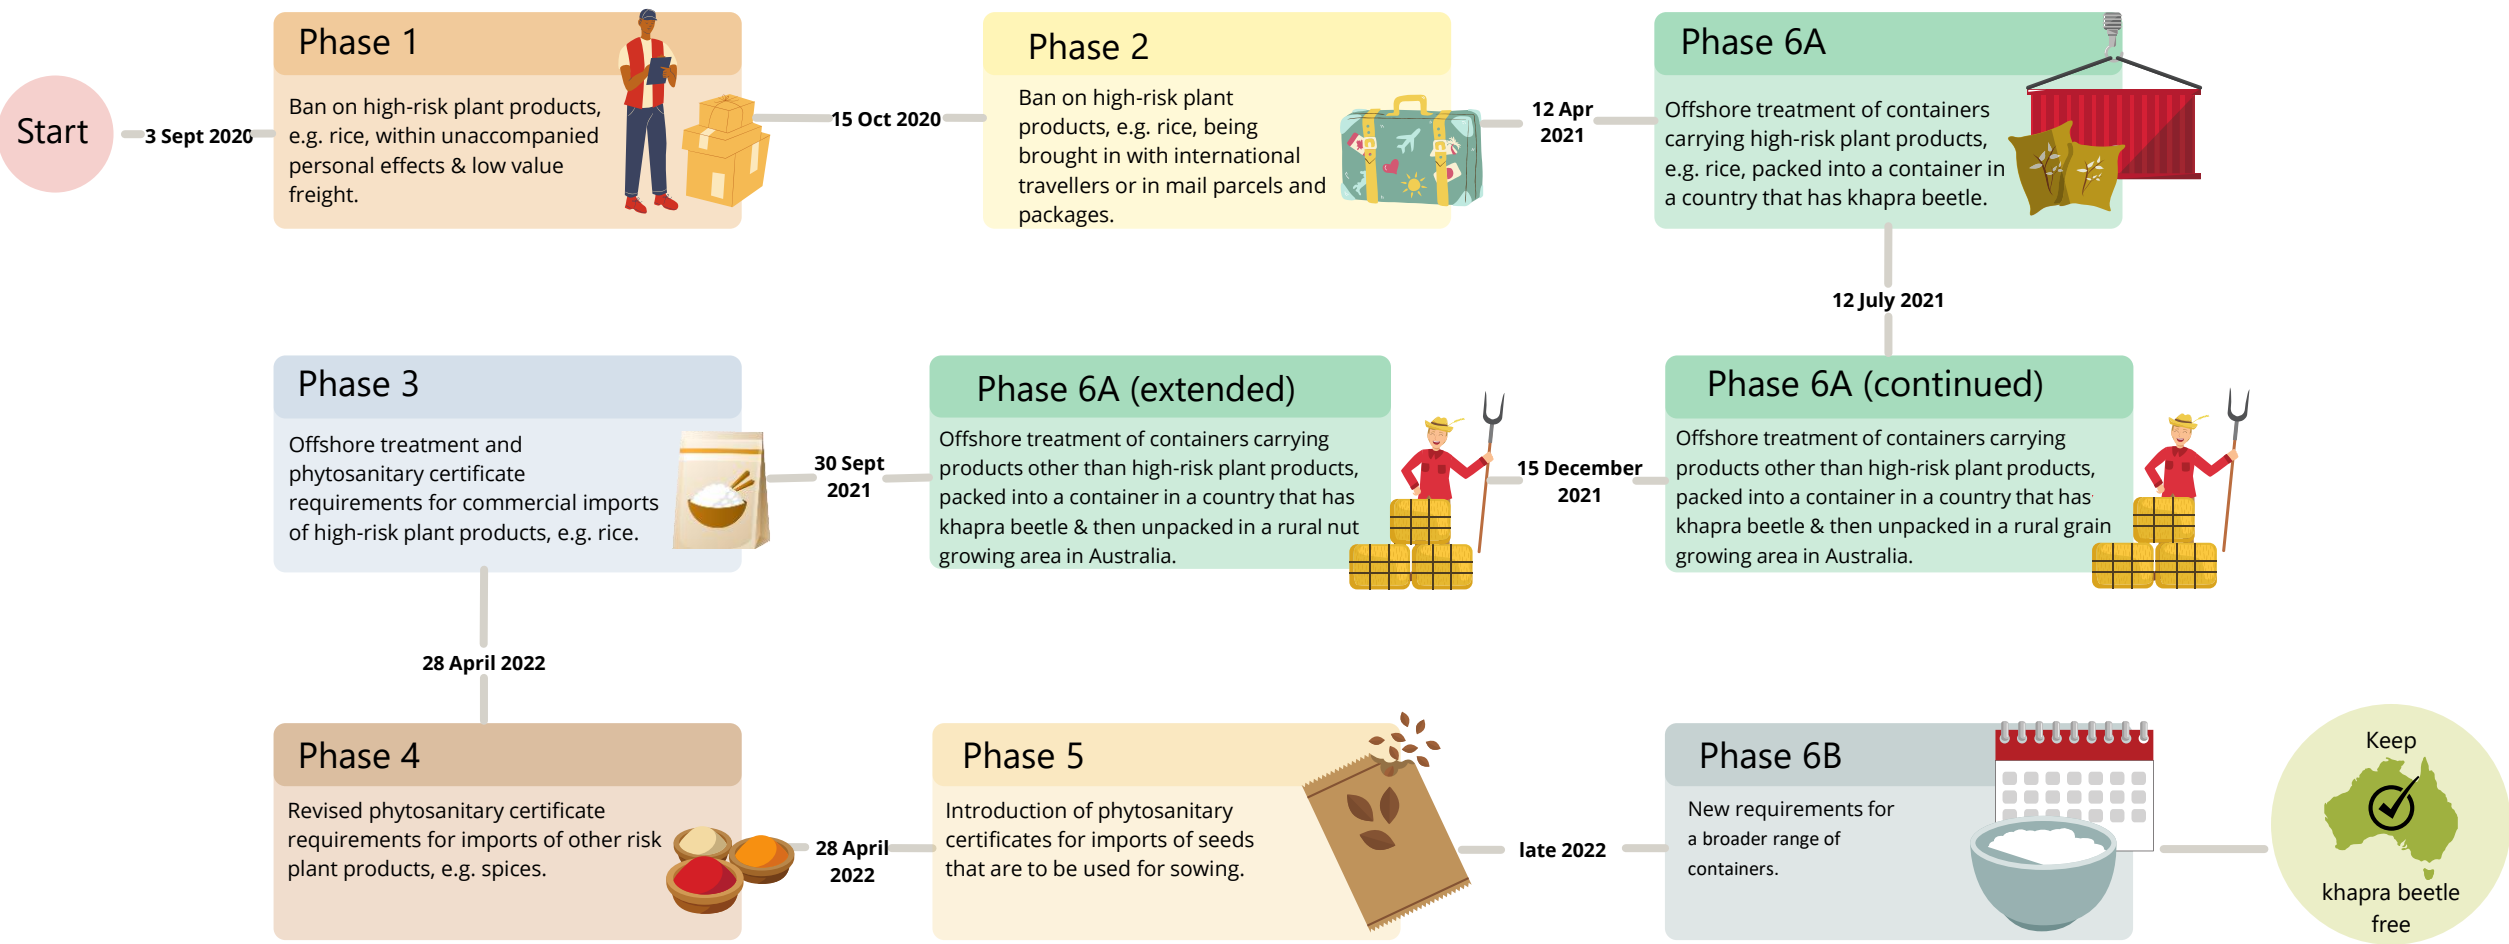 Start
3 Sept 2020
Phase 1
Ban on high-risk plant products,
e.g. rice, within unaccompanied
personal effects & low value
freight.
15 Oct 2020
Phase 2
Ban on high-risk plant
products, e.g. rice, being
brought in with international
travellers or in mail parcels and
packages.
12 Apr
2021
Phase 6A
Offshore treatment of containers
carrying high-risk plant products,
e.g. rice, packed into a container in
a country that has khapra beetle.
12 July 2021
Phase 6A (continued)
Offshore treatment of containers carrying
products other than high-risk plant products,
packed into a container in a country that has
khapra beetle & then unpacked in a rural grain
growing area in Australia.
15 December
2021
Phase 6A (extended)
Offshore treatment of containers carrying
products other than high-risk plant products,
packed into a container in a country that has
khapra beetle & then unpacked in a rural nut
growing area in Australia.
30 Sept
2021
Phase 3
Offshore treatment and
phytosanitary certificate
requirements for commercial imports
of high-risk plant products, e.g. rice.
28 April 2022
Phase 4
Revised phytosanitary certificate
requirements for imports of other risk
plant products, e.g. spices.
28 April
2022
Phase 5
Introduction of phytosanitary
certificates for imports of seeds
that are to be used for sowing.
late 2022
Phase 6B
New requirements for
a broader range of
containers.
Keep
khapra beetle
free